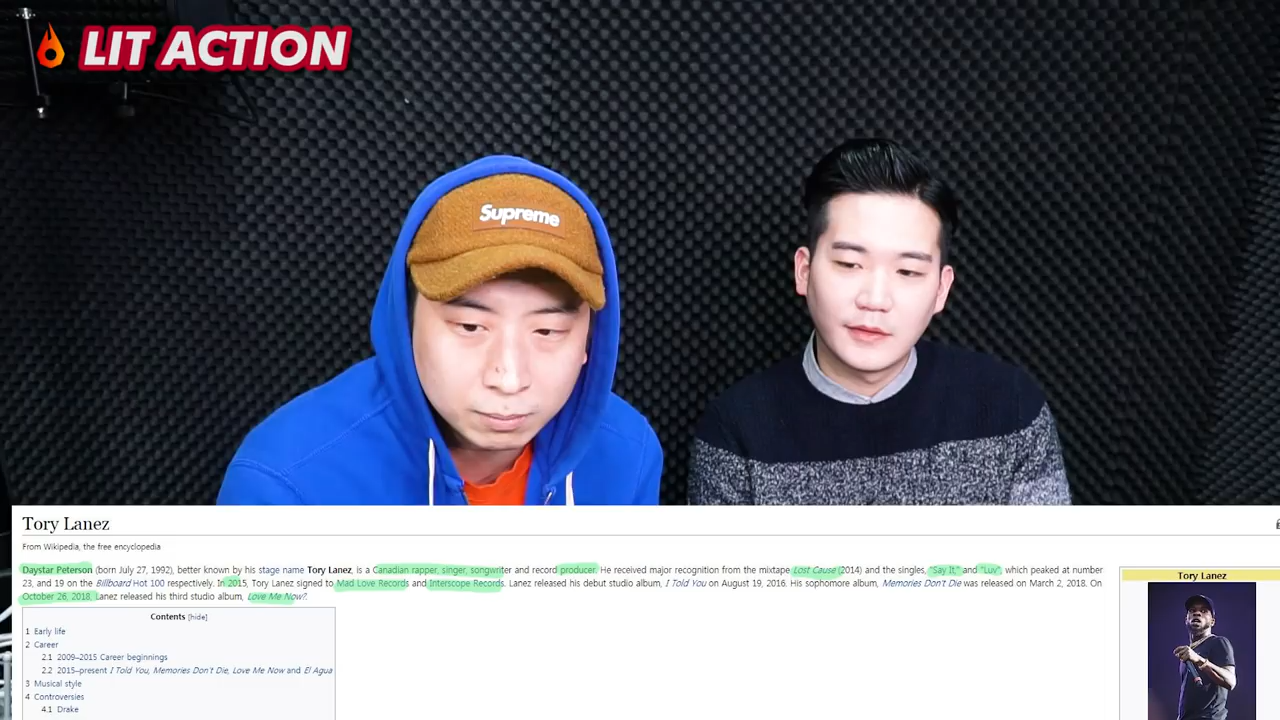 LIT ACTION
Supreme
Tory Lanez
From Wikipedia, the free encyclopedia
Daystar Peterson (born July 27, 1992), better known by his stage name Tory Lanez, is a Canadian rapper, singer, songwriter and record producer. He received major recognition from the mixtape Lost Cause (2014) and the singles, "Say It," and "Luv", which peaked at number
23, and 19 on the Billboard Hot 100 respectively. In 2015, Tory Lanez signed to Mad Love Records and Interscope Records. Lanez released his debut studio album, I Told You on August 19, 2016. His sophomore album, Memories Don't Die was released on March 2, 2018. On
October 26, 2018, Lanez released his third studio album, Love Me Now?.
Tory Lanez
Contents [hide]
1 Early life
2 Career
2.1 2009–2015 Career beginnings
2.2 2015–present I Told You, Memories Don't Die, Love Me Now and El Agua
3 Musical style
4 Controversies
4.1 Drake